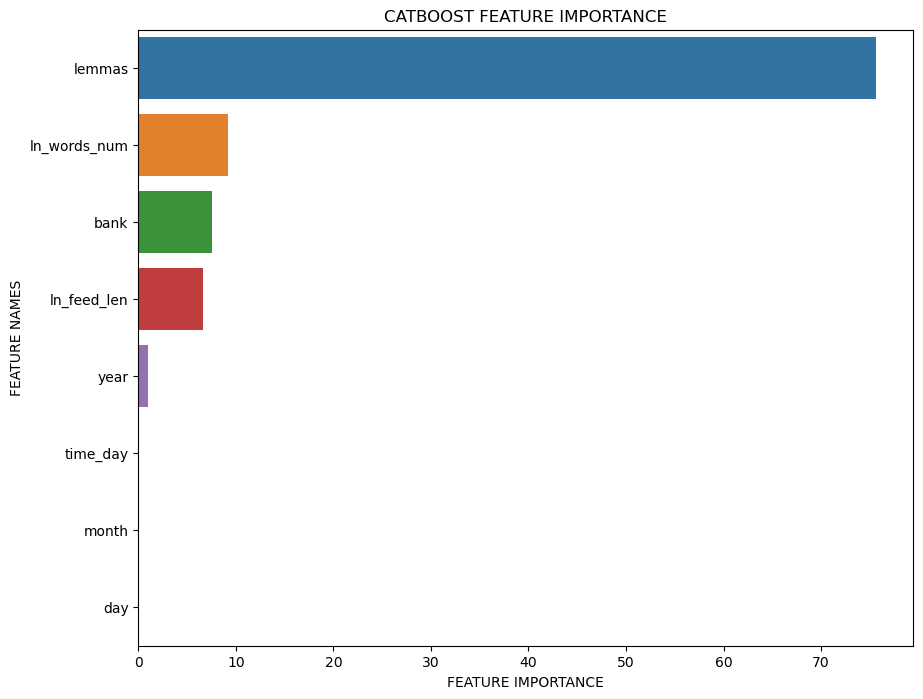 CATBOOST FEATURE IMPORTANCE
lemmas
ln_words_num
bank
ln_feed_len
year
time_day
month
day
FEATURE NAMES
0 10 20 30 40 50 60 70
FEATURE IMPORTANCE